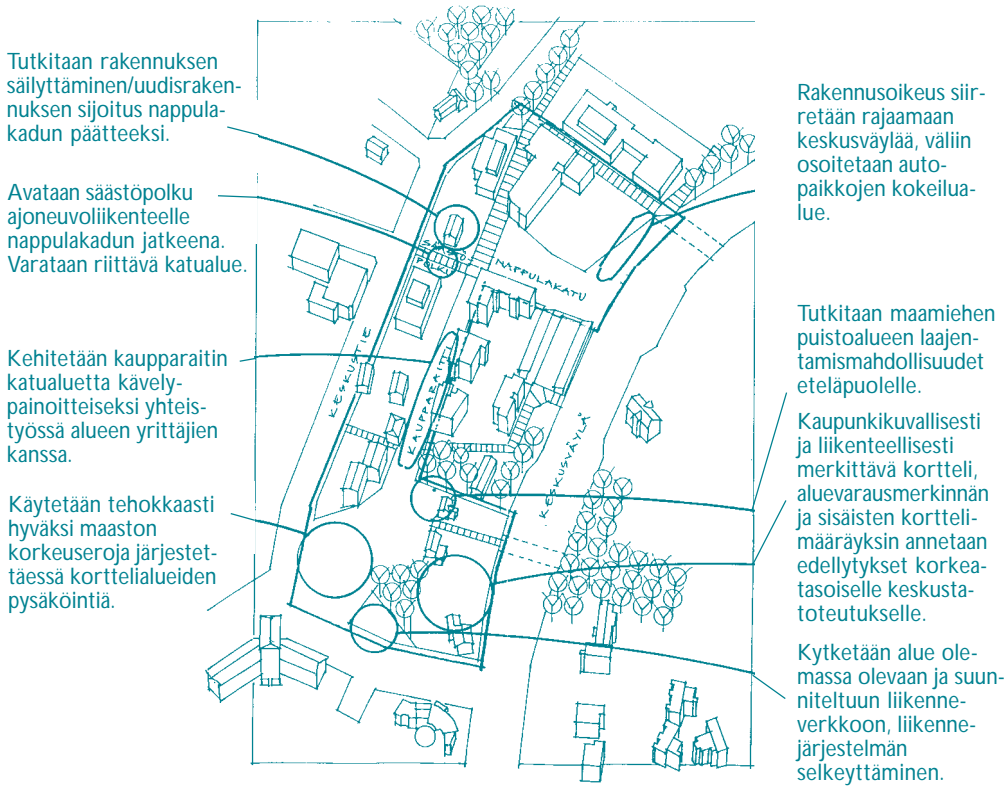 Tutkitaan rakennuksen
säilyttäminen/uudisraken-
nuksen sijoitus nappula-
kadun päätteeksi.
Avataan säästöpolku
ajoneuvoliikenteelle
nappulakadun jatkeena.
Varataan riittävä katualue.
Kehitetään kaupparaitin
katualuetta kävely-
painoitteiseksi yhteis-
työssä alueen yrittäjien
kanssa.
Käytetään tehokkaasti
hyväksi maaston
korkeuseroja järjestet-
täessä korttelialueiden
pysäköintiä.
SÄÄSTÖ
POLKU
NAPPULAKATU
KESKUSTIE
KAUPPARAITTI
KESKUSVÄYLÄ
Rakennusoikeus siir-
retään rajaamaan
keskusväylää, väliin
osoitetaan auto-
paikkojen kokeilua-
lue.
Tutkitaan maamiehen
puistoalueen laajen-
tamismahdollisuudet
eteläpuolelle.
Kaupunkikuvallisesti
ja liikenteellisesti
merkittävä kortteli,
aluevarausmerkinnän
ja sisäisten kortteli-
määräyksin annetaan
edellytykset korkea-
tasoiselle keskusta-
toteutukselle.
Kytketään alue ole-
massa olevaan ja suun-
niteltuun liikenne-
verkkoon, liikenne-
järjestelmän
selkeyttäminen.